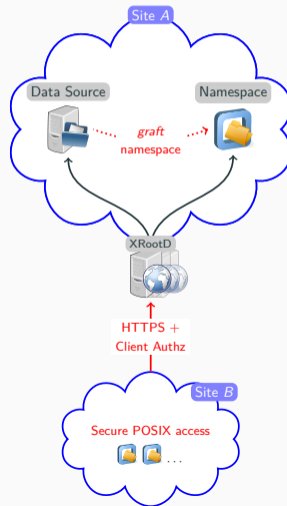 Site A
Data Source
Namespace
graft
namespace
XRootD
HTTPS +
Client Authz
Site B
Secure POSIX access
...